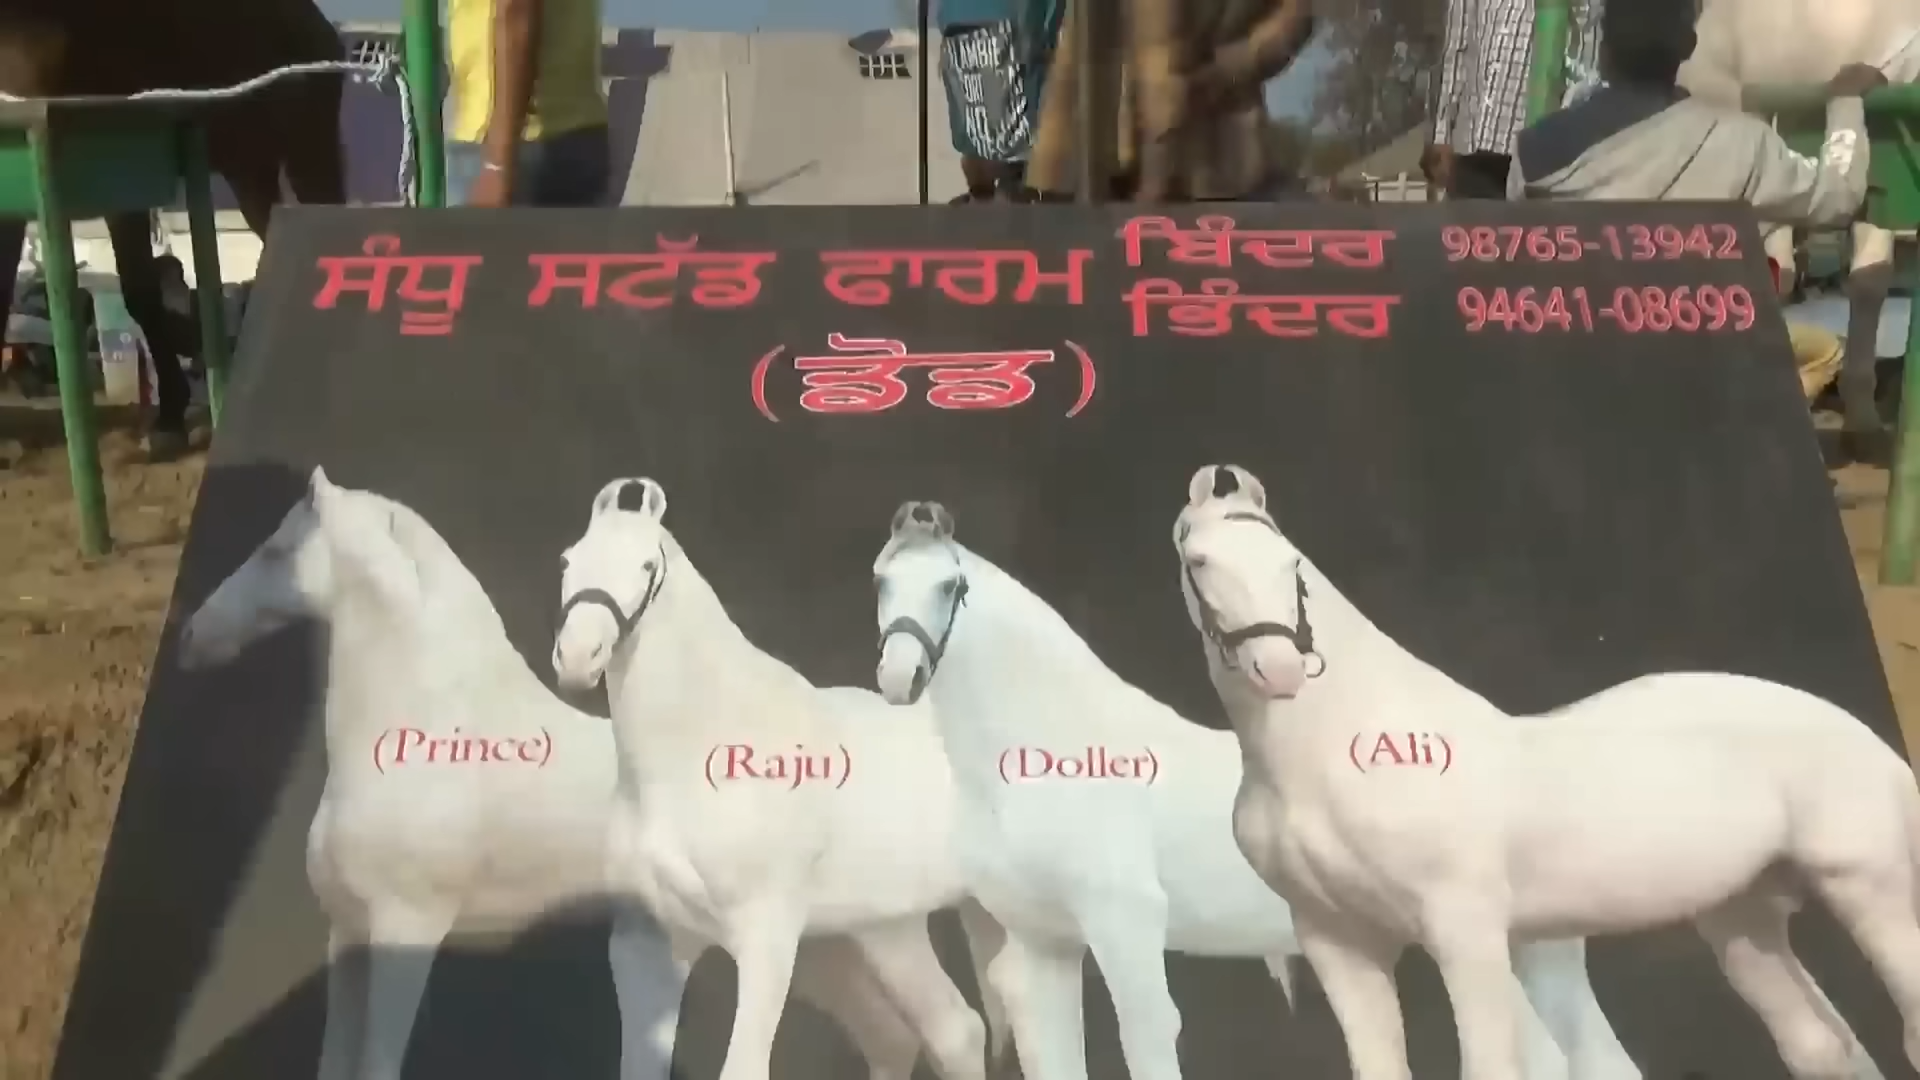 ਸੰਧੂ ਸਟੱਡ ਫਾਰਮ
ਬਿੰਦਰ 98765-13942
ਭਿੰਦਰ 94641-08699
(ਡੋਡ)
(Prince)
(Raju)
(Doller)
(Ali)